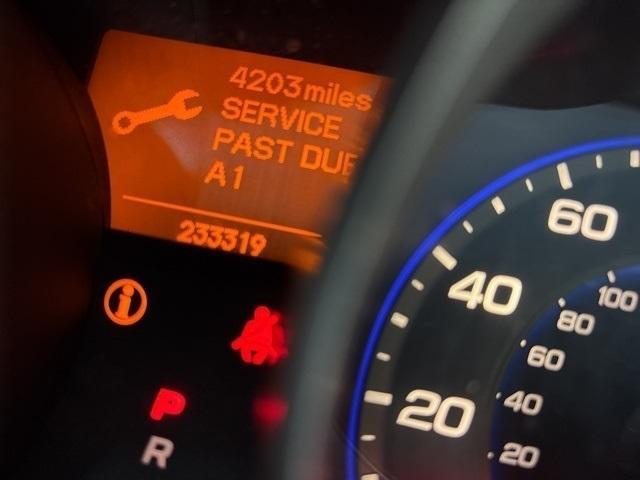 4203 miles
SERVICE
PAST DUE
A1
233319
i
P
R
60
40
20
100
80
60
40
20